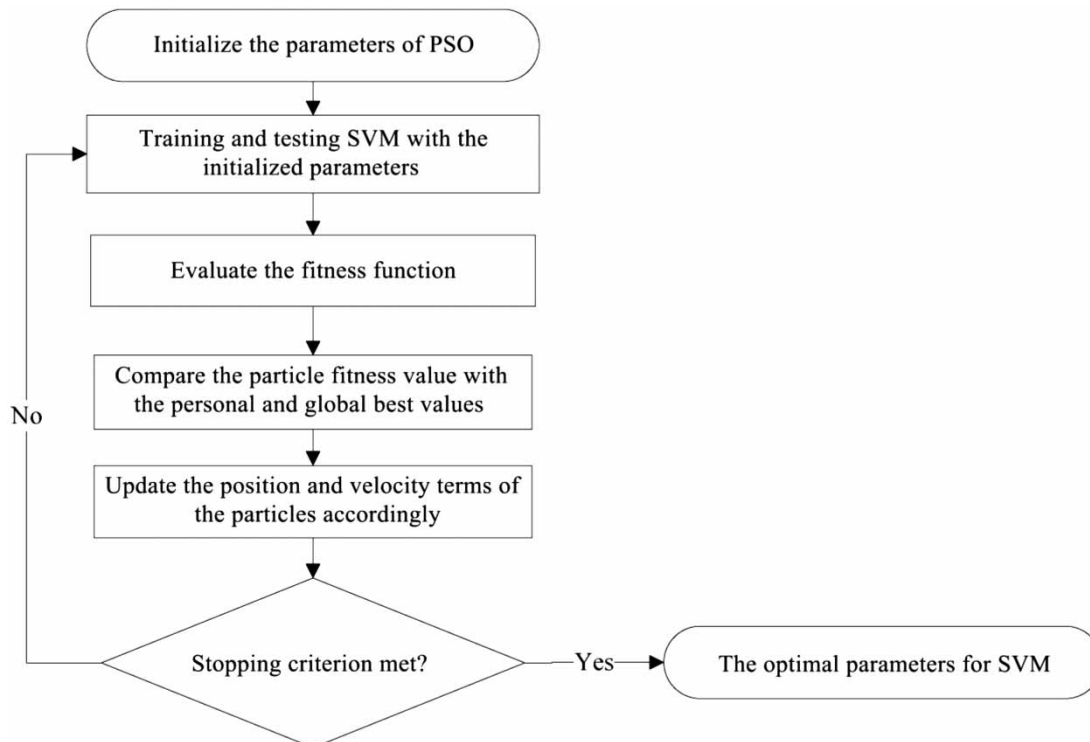 Initialize the parameters of PSO
Training and testing SVM with the
initialized parameters
Evaluate the fitness function
Compare the particle fitness value with
the personal and global best values
No
Update the position and velocity terms of
the particles accordingly
Stopping criterion met?
Yes
The optimal parameters for SVM